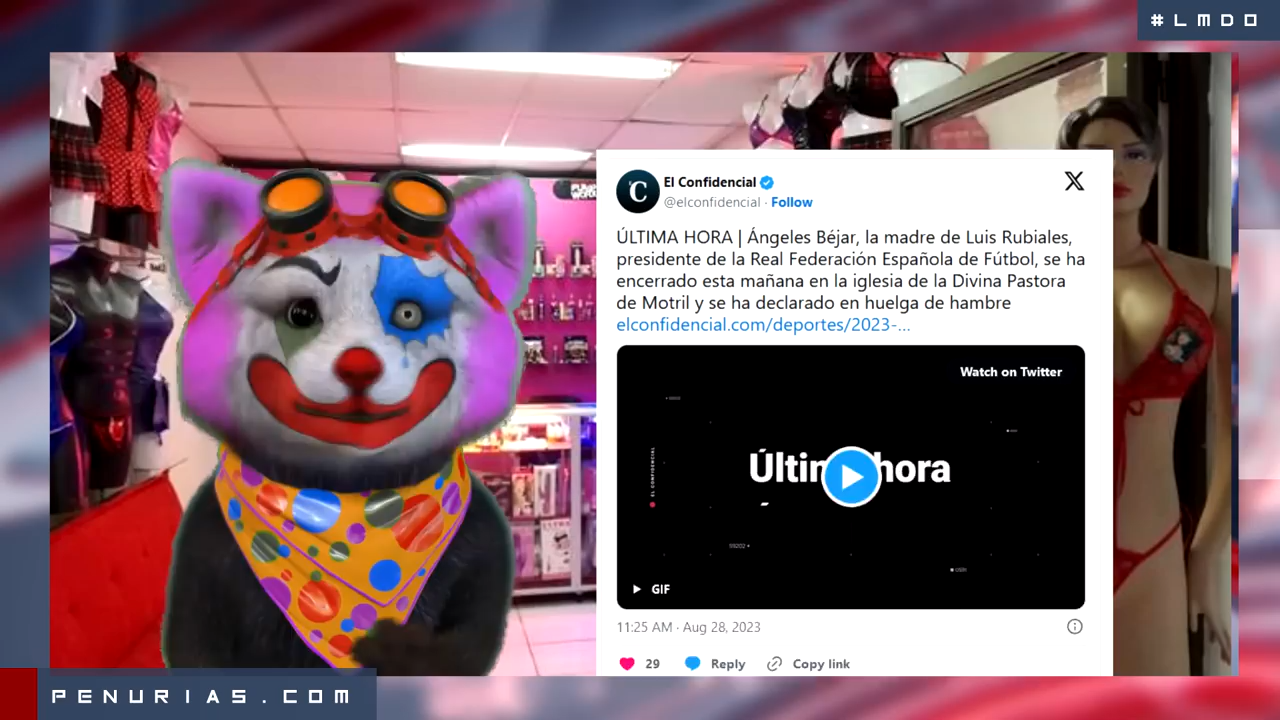 #LMDO
El Confidencial
@elconfidencial · Follow
ÚLTIMA HORA | Ángeles Béjar, la madre de Luis Rubiales,
presidente de la Real Federación Española de Fútbol, se ha
encerrado esta mañana en la iglesia de la Divina Pastora
de Motril y se ha declarado en huelga de hambre
elconfidencial.com/deportes/2023-...
Watch on Twitter
EL CONFIDENCIAL
hora
GIF
11:25 AM · Aug 28, 2023
29 Reply Copy link
PENURIAS.COM